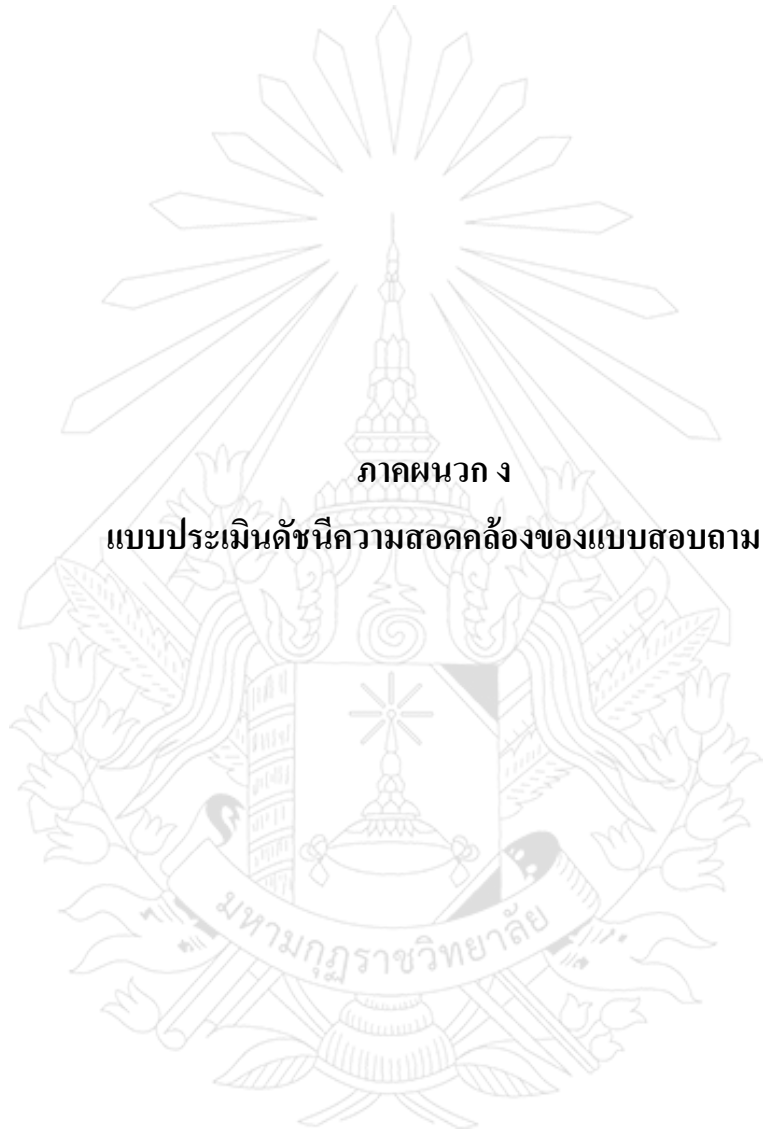 ภาคผนวก ง
แบบประเมินดัชนีความสอดคล้องของแบบสอบถาม
มหามกุฏราชวิทยาลัย